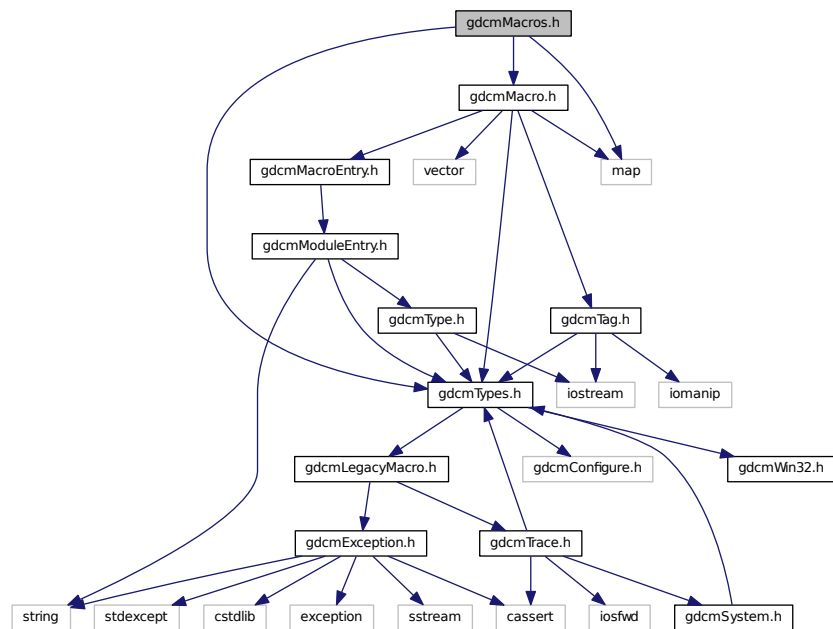 gdcmMacros.h
gdcmMacro.h
gdcmMacroEntry.h
vector
map
gdcmModuleEntry.h
gdcmType.h
gdcmTag.h
gdcmTypes.h
iostream
iomanip
gdcmLegacyMacro.h
gdcmConfigure.h
gdcmWin32.h
gdcmException.h
gdcmTrace.h
string
stdexcept
cstdlib
exception
sstream
cassert
iosfwd
gdcmSystem.h